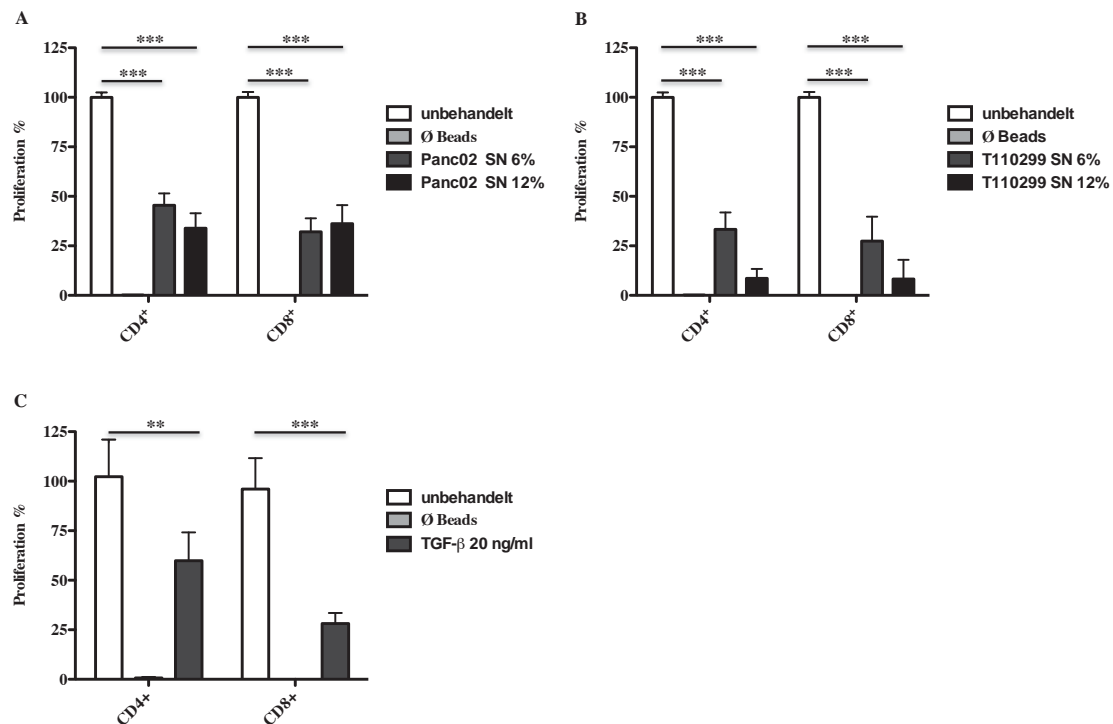 A
***
***
***
***
125
100
75
50
25
0
Proliferation %
CD4+
CD8+
unbehandelt
Ø Beads
Panc02 SN 6%
Panc02 SN 12%
B
***
***
***
***
125
100
75
50
25
0
Proliferation %
CD4+
CD8+
unbehandelt
Ø Beads
T110299 SN 6%
T110299 SN 12%
C
**
***
125
100
75
50
25
0
Proliferation %
CD4+
CD8+
unbehandelt
Ø Beads
TGF-β 20 ng/ml